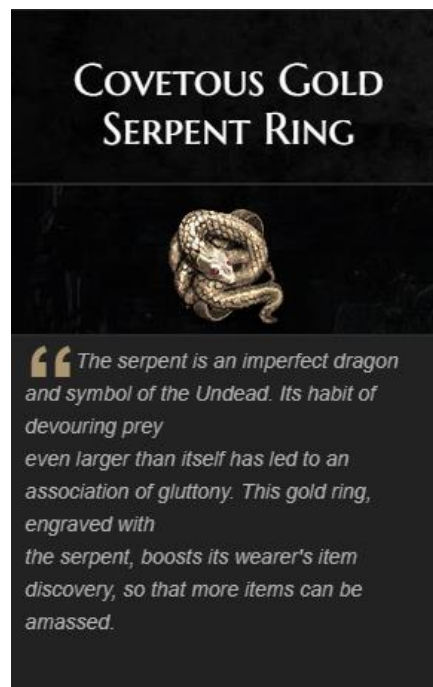 Covetous Gold
Serpent Ring
“The serpent is an imperfect dragon
and symbol of the Undead. Its habit of
devouring prey
even larger than itself has led to an
association of gluttony. This gold ring,
engraved with
the serpent, boosts its wearer's item
discovery, so that more items can be
amassed.